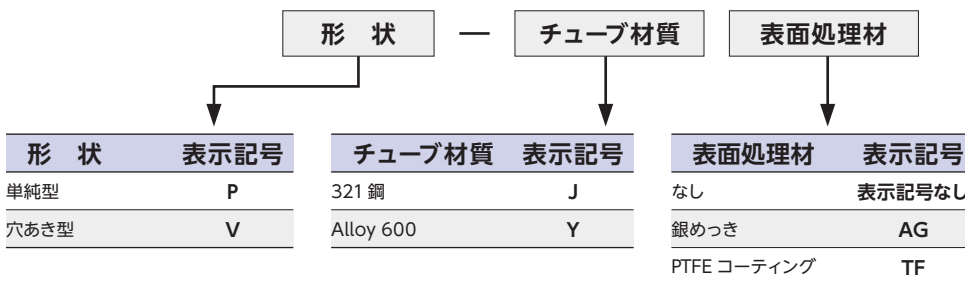 形　状 — チューブ材質 表面処理材
形　状 表示記号 チューブ材質 表示記号 表面処理材 表示記号
単純型 P 321 鋼 J なし 表示記号なし
穴あき型 V Alloy 600 Y 銀めっき AG
PTFE コーティング TF